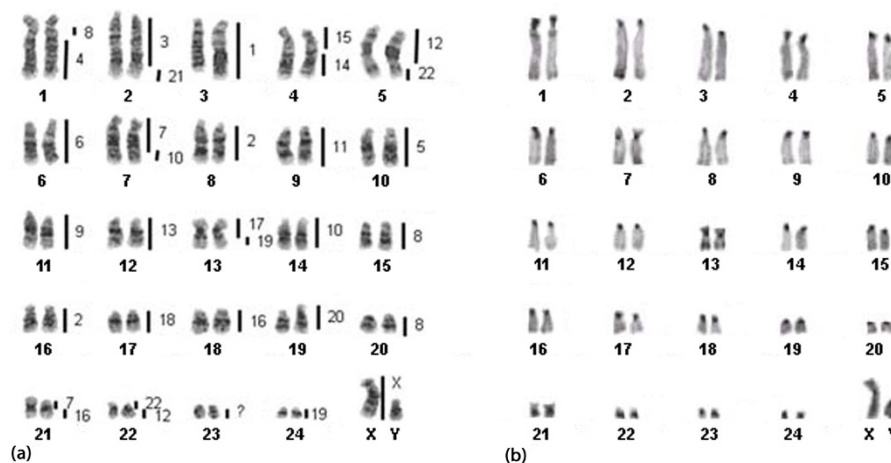 8 4 3 21 1 15 14 12 22
1 2 3 4 5
6 7 10 2 11 5
6 7 8 9 10
9 13 17 19 10 8
11 12 13 14 15
2 18 16 20 8
16 17 18 19 20
7 16 22 12 ? 19 X
21 22 23 24 X Y
(a)
1 2 3 4 5
6 7 8 9 10
11 12 13 14 15
16 17 18 19 20
21 22 23 24 X Y
(b)